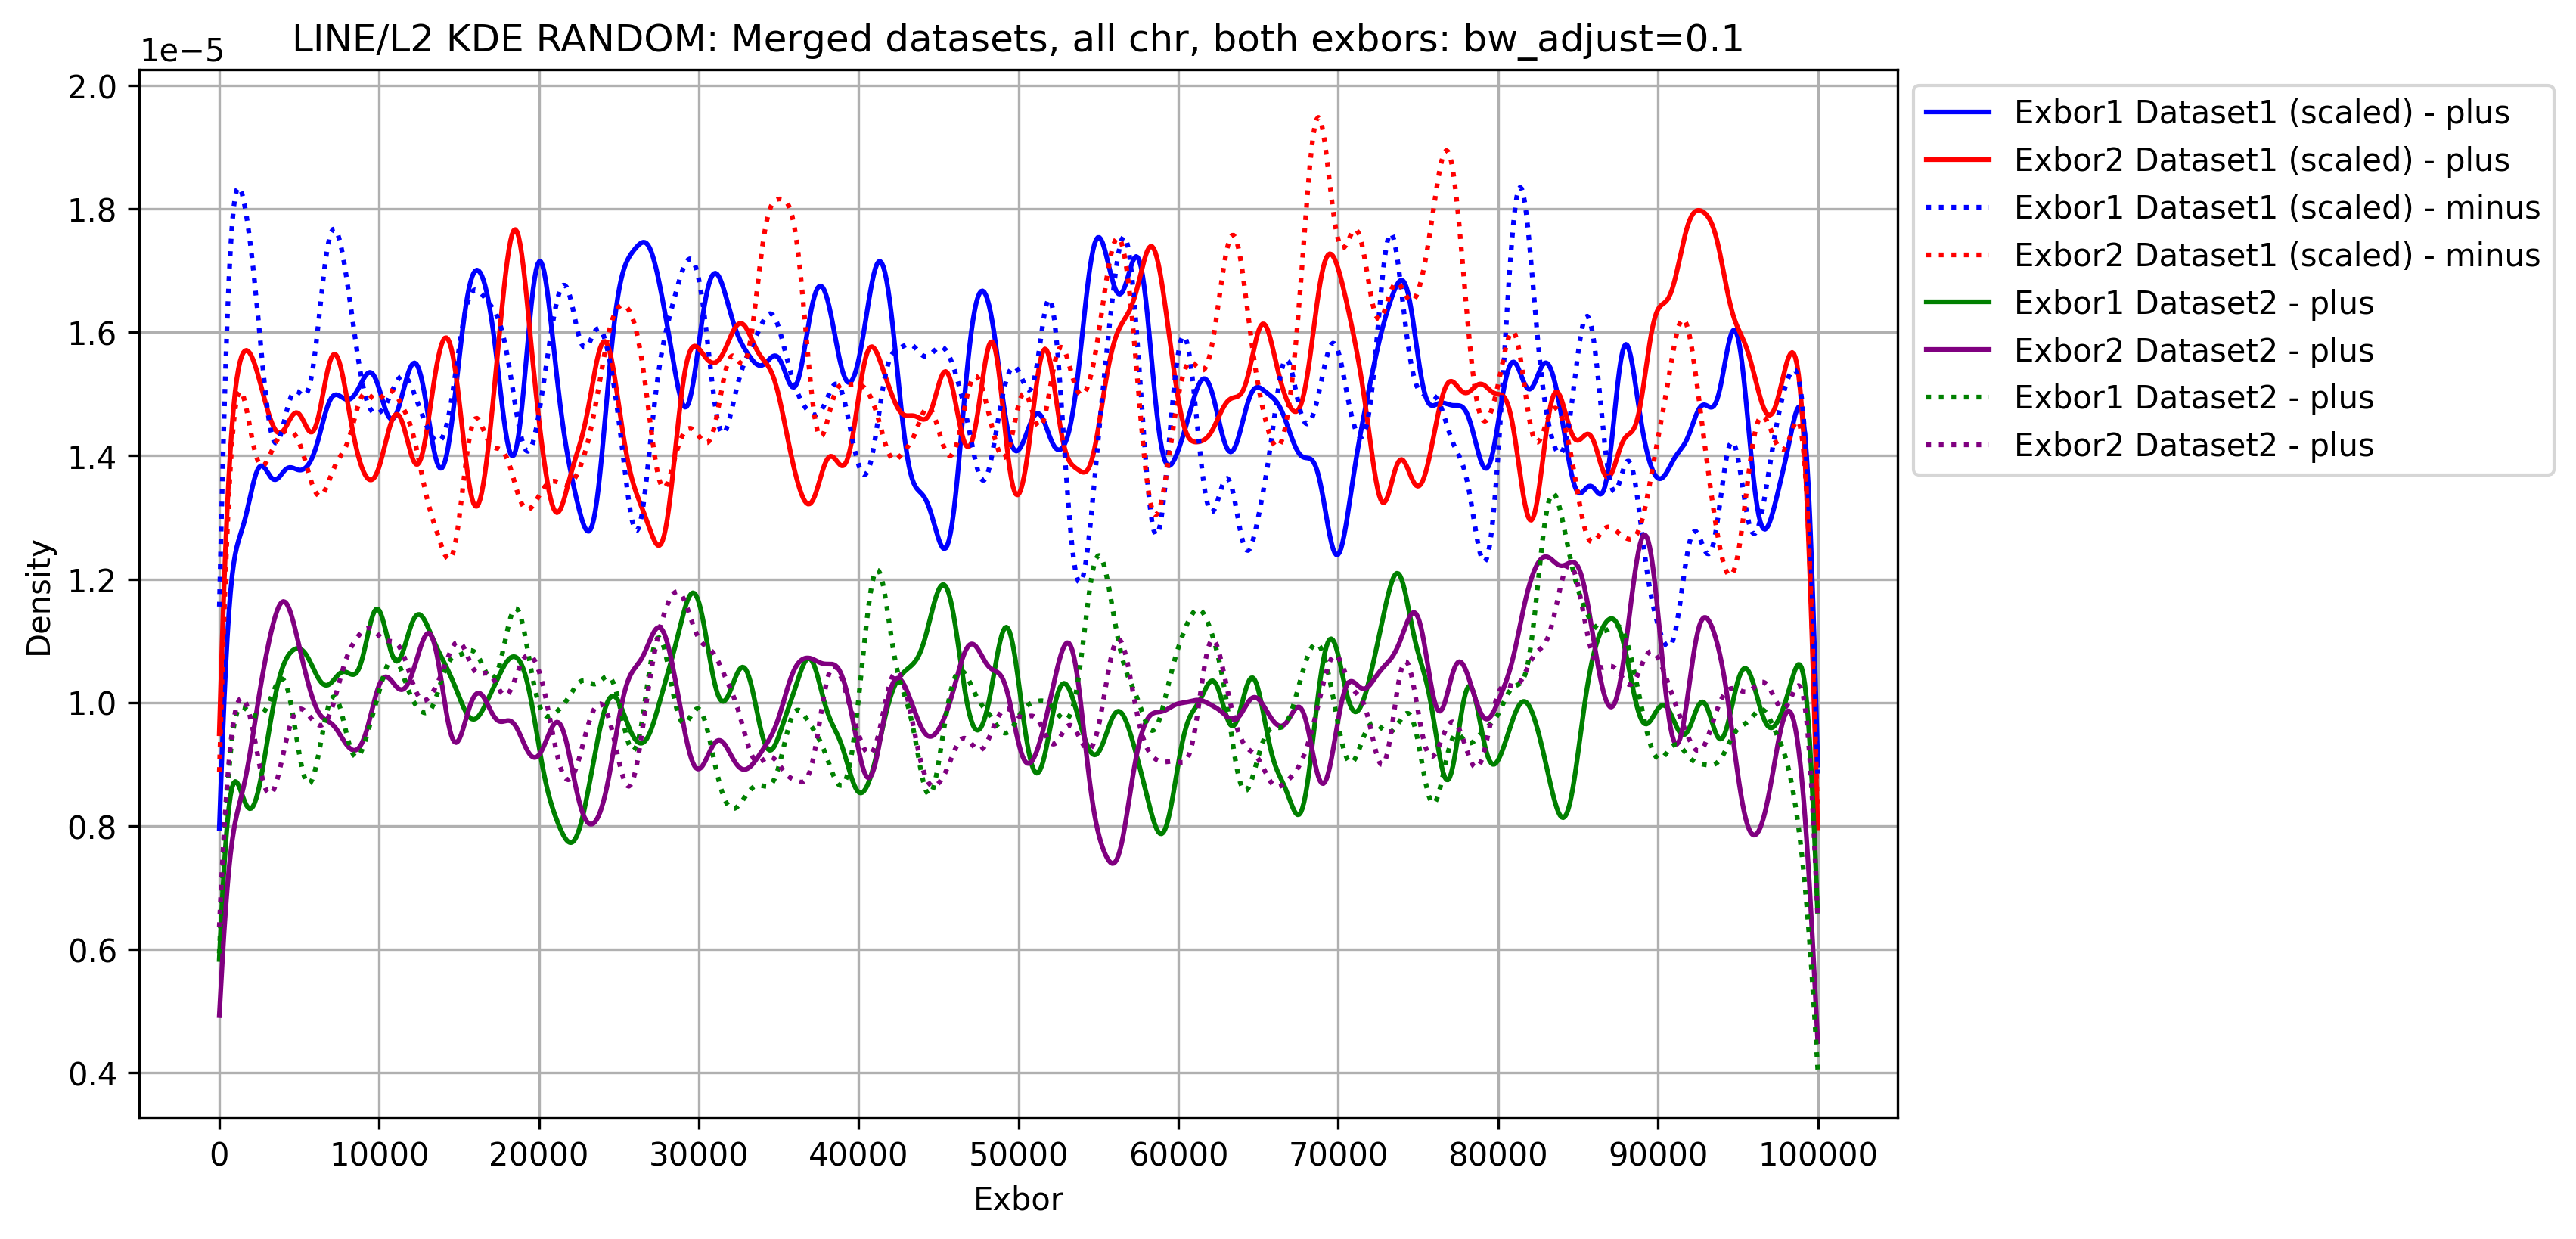 LINE/L2 KDE RANDOM: Merged datasets, all chr, both exbors: bw_adjust=0.1
1e−5
2.0
1.8
1.6
1.4
1.2
1.0
0.8
0.6
0.4
Density
0 10000 20000 30000 40000 50000 60000 70000 80000 90000 100000
Exbor
Exbor1 Dataset1 (scaled) - plus
Exbor2 Dataset1 (scaled) - plus
Exbor1 Dataset1 (scaled) - minus
Exbor2 Dataset1 (scaled) - minus
Exbor1 Dataset2 - plus
Exbor2 Dataset2 - plus
Exbor1 Dataset2 - plus
Exbor2 Dataset2 - plus